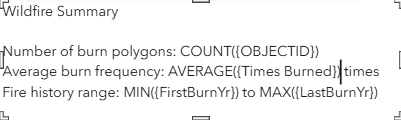 Wildfire Summary
Number of burn polygons: COUNT({OBJECTID})
Average burn frequency: AVERAGE({Times Burned}) times
Fire history range: MIN({FirstBurnYr}) to MAX({LastBurnYr})